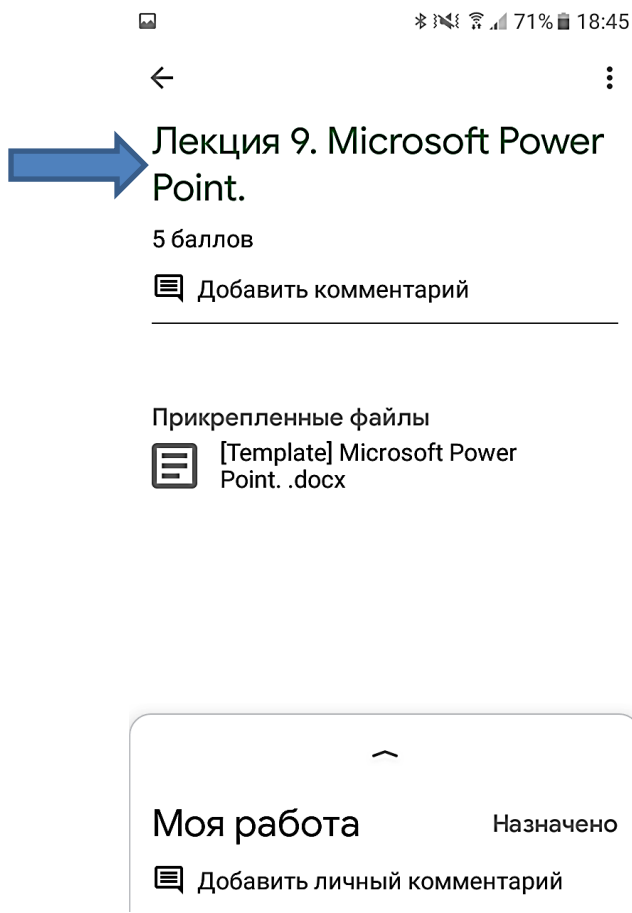 71% 18:45
Лекция 9. Microsoft Power
Point.
5 баллов
Добавить комментарий
Прикрепленные файлы
[Template] Microsoft Power
Point. .docx
Моя работа Назначено
Добавить личный комментарий